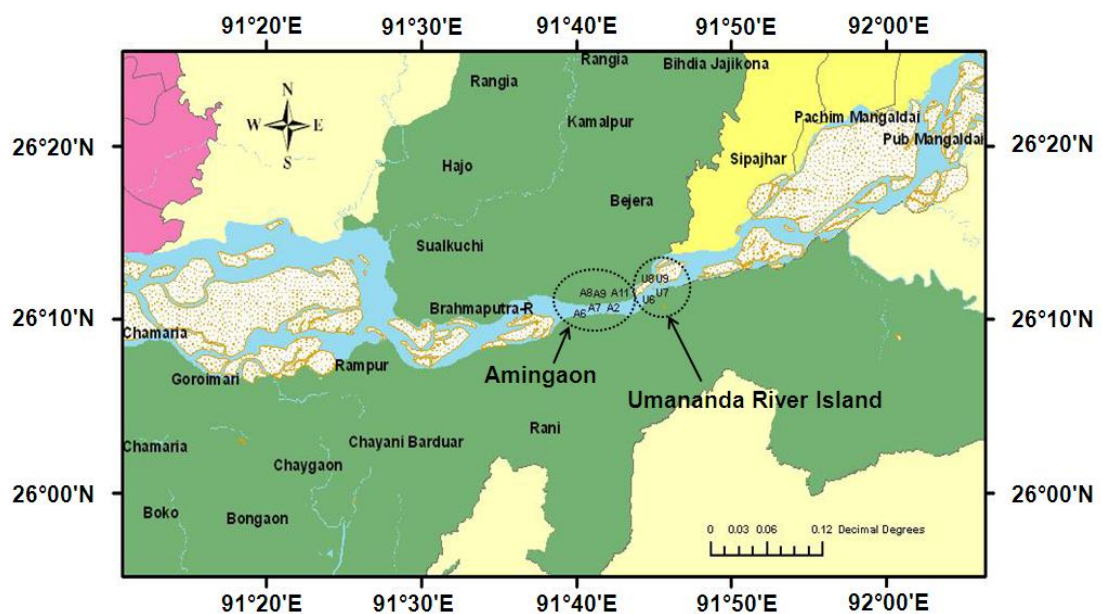 91°20'E 91°30'E 91°40'E 91°50'E 92°00'E
Rangia
Rangia
Bihdia Jajikona
N
W E
S
Kamalpur
Pachim Mangaldai
26°20'N
26°20'N
Pub Mangaldai
Sipajhar
Hajo
Bejera
Sualkuchi
U8 U9
A8 A9 A11
U7
U6
Brahmaputra-R
A7 A2
A6
26°10'N
26°10'N
Chamaria
Rampur
Amingaon
Goroimari
Umananda River Island
Rani
Chamaria
Chayani Barduar
Chaygaon
26°00'N
26°00'N
Boko
Bongaon
0 0.03 0.06 0.12 Decimal Degrees
91°20'E 91°30'E 91°40'E 91°50'E 92°00'E